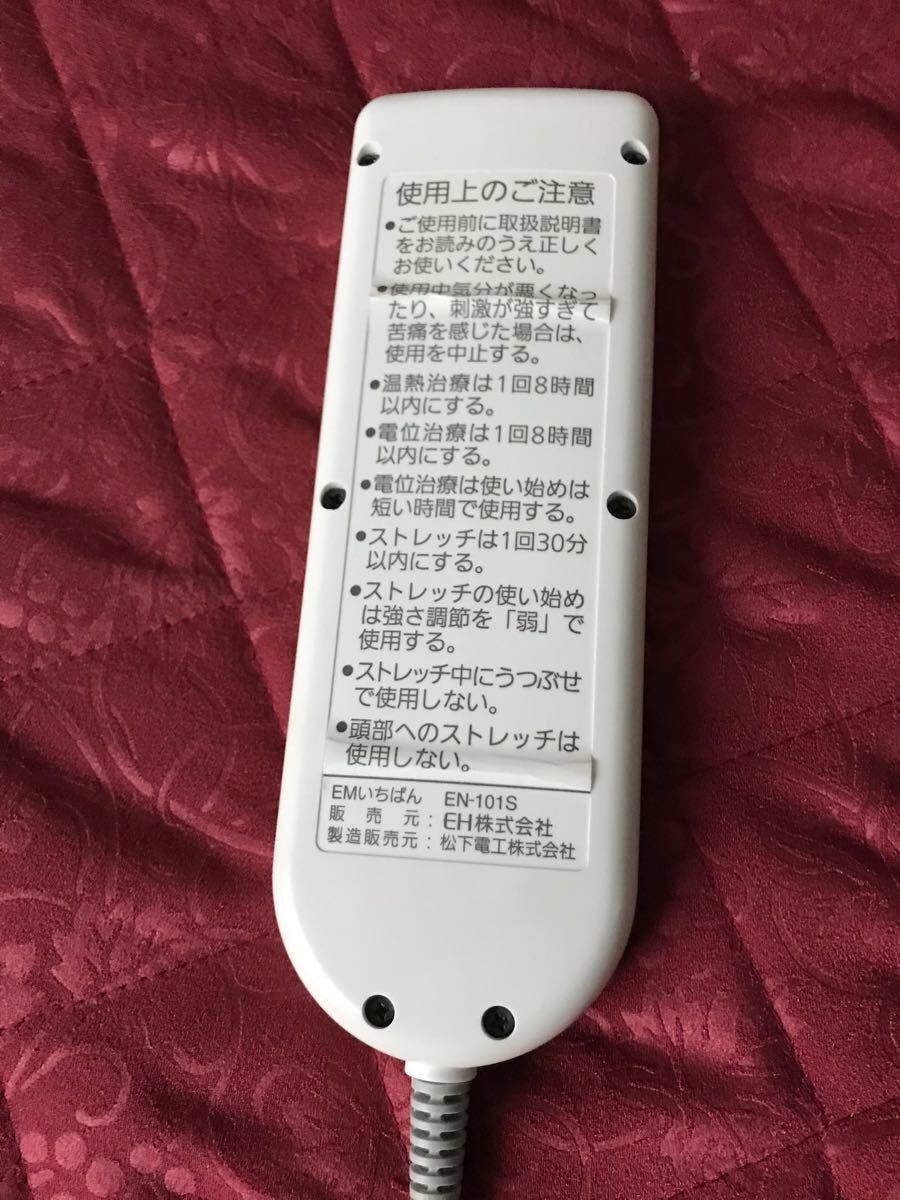 使用上のご注意
●ご使用前に取扱説明書
をお読みのうえ正しく
お使いください。
●使用中気分が悪くなっ
たり、刺激が強すぎて
苦痛を感じた場合は、
使用を中止する。
●温熱治療は1回8時間
以内にする。
●電位治療は1回8時間
以内にする。
●電位治療は使い始めは
短い時間で使用する。
●ストレッチは1回30分
以内にする。
●ストレッチの使い始め
は強さ調節を「弱」で
使用する。
●ストレッチ中にうつぶせ
で使用しない。
●頭部へのストレッチは
使用しない。
EMいちばん EN-101S
販売元：EH株式会社
製造販売元：松下電工株式会社